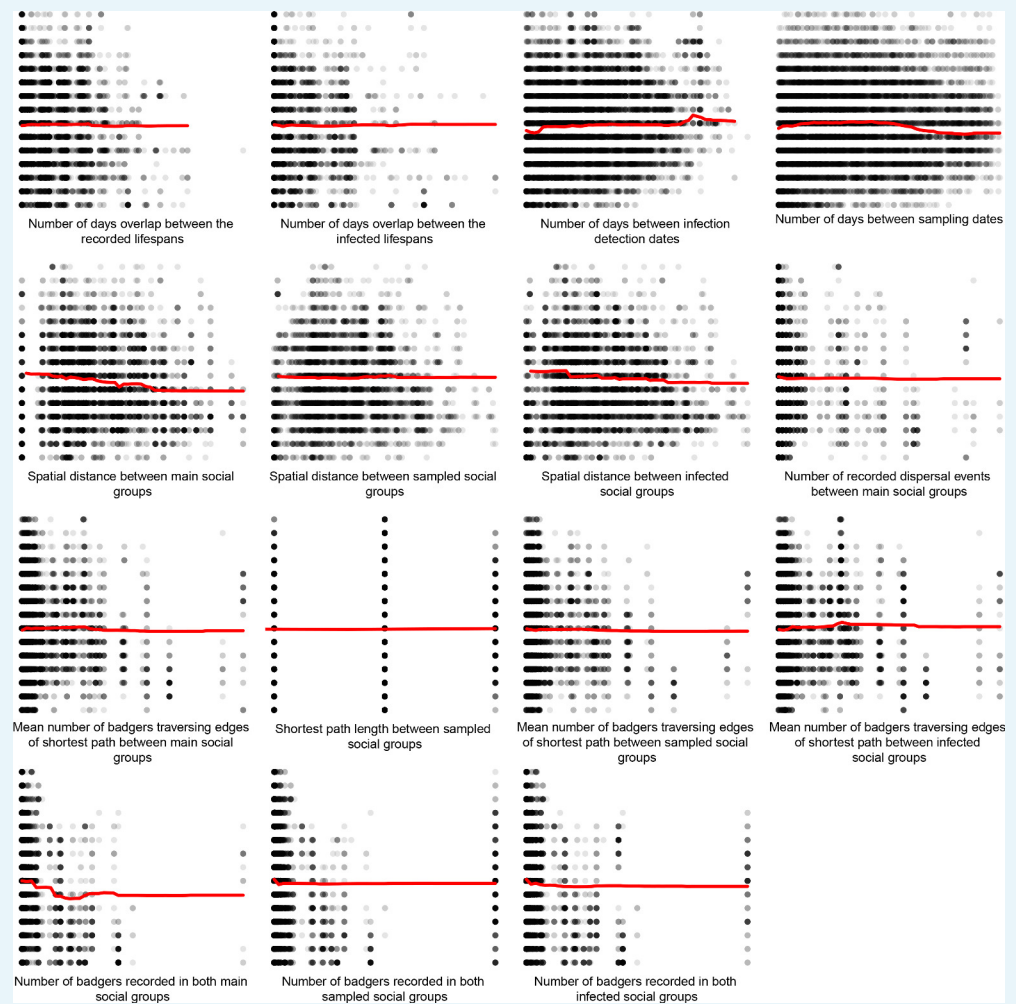 Number of days overlap between the
recorded lifespans
Number of days overlap between the
infected lifespans
Number of days between infection
detection dates
Number of days between sampling dates
Spatial distance between main social
groups
Spatial distance between sampled social
groups
Spatial distance between infected
social groups
Number of recorded dispersal events
between main social groups
Mean number of badgers traversing edges
of shortest path between main social
groups
Shortest path length between sampled
social groups
Mean number of badgers traversing edges
of shortest path between sampled social
groups
Mean number of badgers traversing edges
of shortest path between infected
social groups
Number of badgers recorded in both main
social groups
Number of badgers recorded in both
sampled social groups
Number of badgers recorded in both
infected social groups